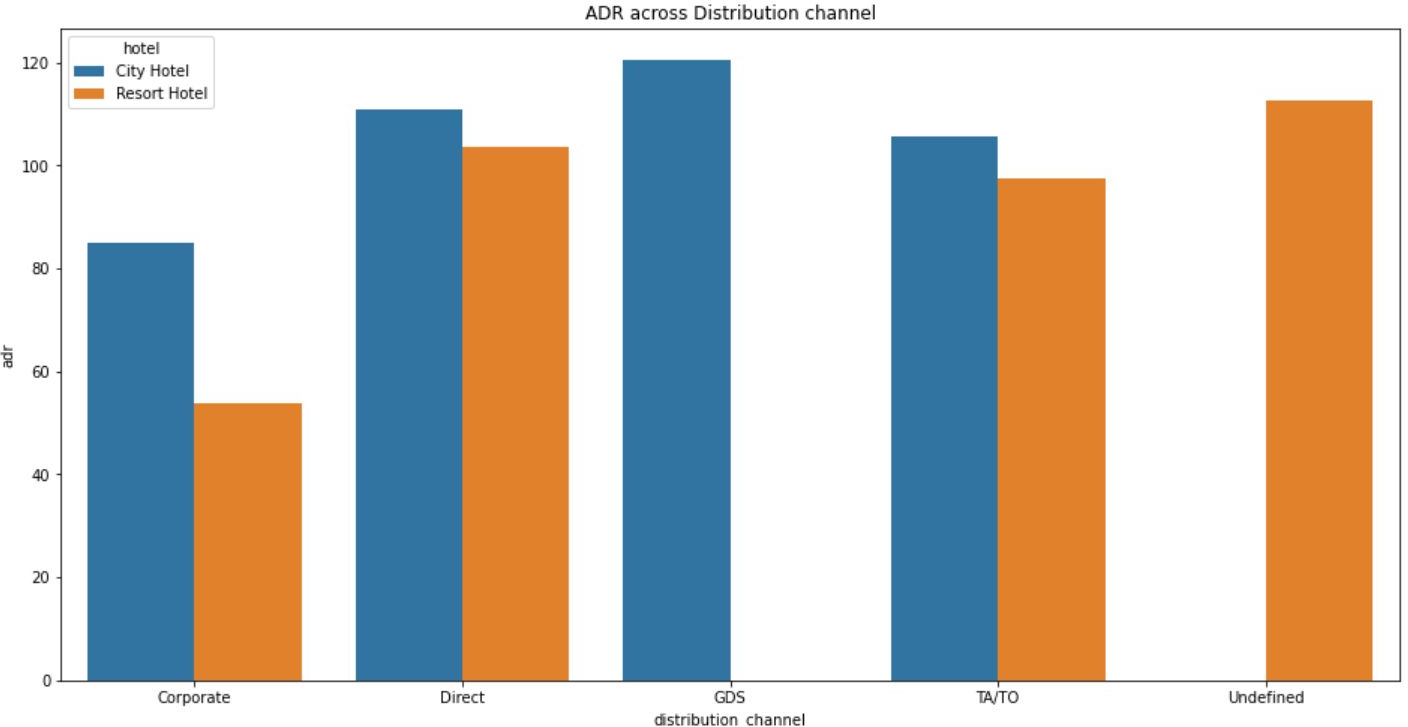 ADR across Distribution channel
hotel
City Hotel
Resort Hotel
120
100
80
60
40
20
0
adr
Corporate Direct GDS TA/TO Undefined
distribution_channel